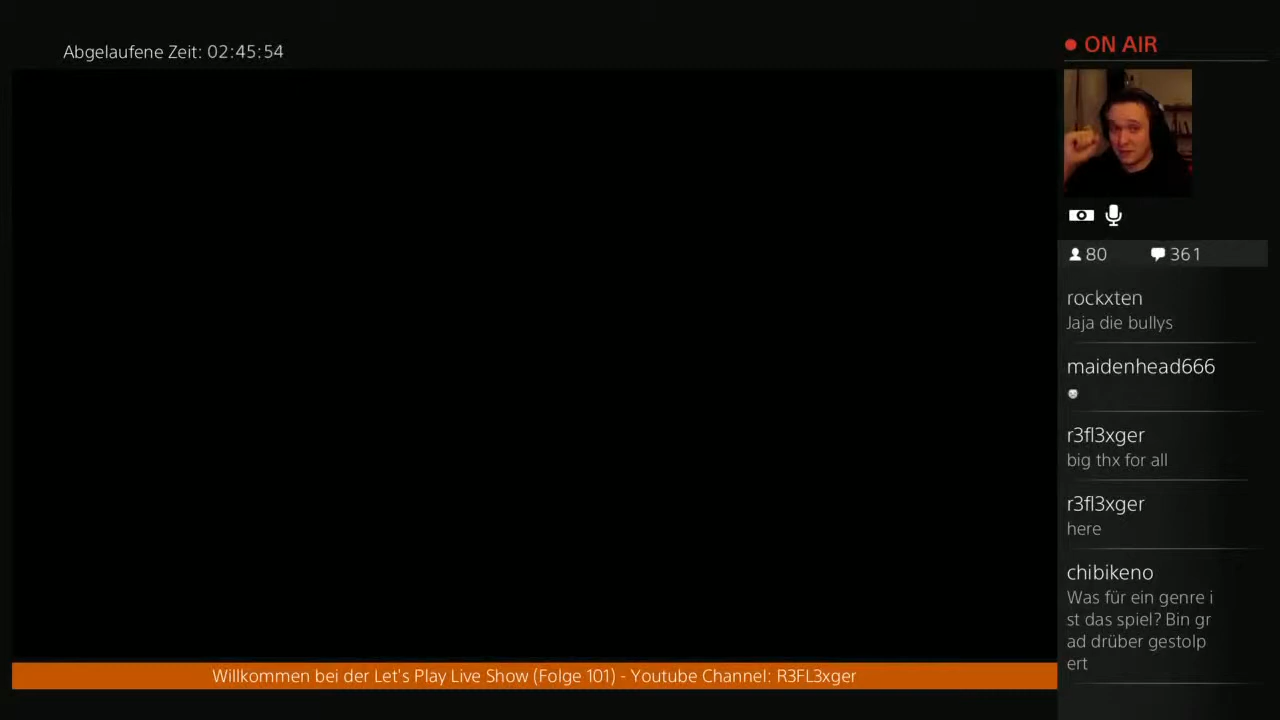 Abgelaufene Zeit: 02:45:54
ON AIR
80 361
rockxten
Jaja die bullys
maidenhead666
r3fl3xger
big thx for all
r3fl3xger
here
chibikeno
Was für ein genre i
st das spiel? Bin gr
ad drüber gestolp
ert
Willkommen bei der Let's Play Live Show (Folge 101) - Youtube Channel: R3FL3xger